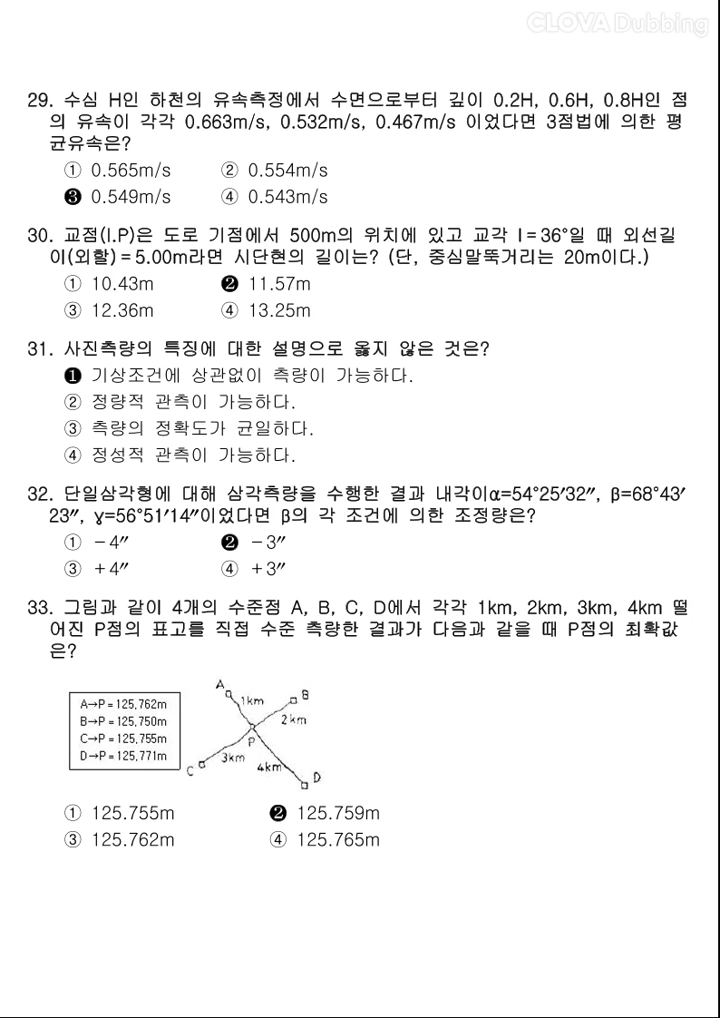 CLOVA Dubbing
29. 수심 H인 하천의 유속측정에서 수면으로부터 깊이 0.2H, 0.6H, 0.8H인 점
의 유속이 각각 0.663m/s, 0.532m/s, 0.467m/s 이었다면 3점법에 의한 평
균유속은?
① 0.565m/s ② 0.554m/s
❸ 0.549m/s ④ 0.543m/s
30. 교점(I.P)은 도로 기점에서 500m의 위치에 있고 교각 I=36°일 때 외선길
이(외할)=5.00m라면 시단현의 길이는? (단, 중심말뚝거리는 20m이다.)
① 10.43m ❷ 11.57m
③ 12.36m ④ 13.25m
31. 사진측량의 특징에 대한 설명으로 옳지 않은 것은?
❶ 기상조건에 상관없이 측량이 가능하다.
② 정량적 관측이 가능하다.
③ 측량의 정확도가 균일하다.
④ 정성적 관측이 가능하다.
32. 단일삼각형에 대해 삼각측량을 수행한 결과 내각이α=54°25′32″, β=68°43′
23″, γ=56°51′14″이었다면 β의 각 조건에 의한 조정량은?
① -4″ ❷ -3″
③ +4″ ④ +3″
33. 그림과 같이 4개의 수준점 A, B, C, D에서 각각 1km, 2km, 3km, 4km 떨
어진 P점의 표고를 직접 수준 측량한 결과가 다음과 같을 때 P점의 최확값
은?
A→P = 125.762m
B→P = 125.750m
C→P = 125.755m
D→P = 125.771m
A
1km
B
2km
P
3km
C
4km
D
① 125.755m ❷ 125.759m
③ 125.762m ④ 125.765m